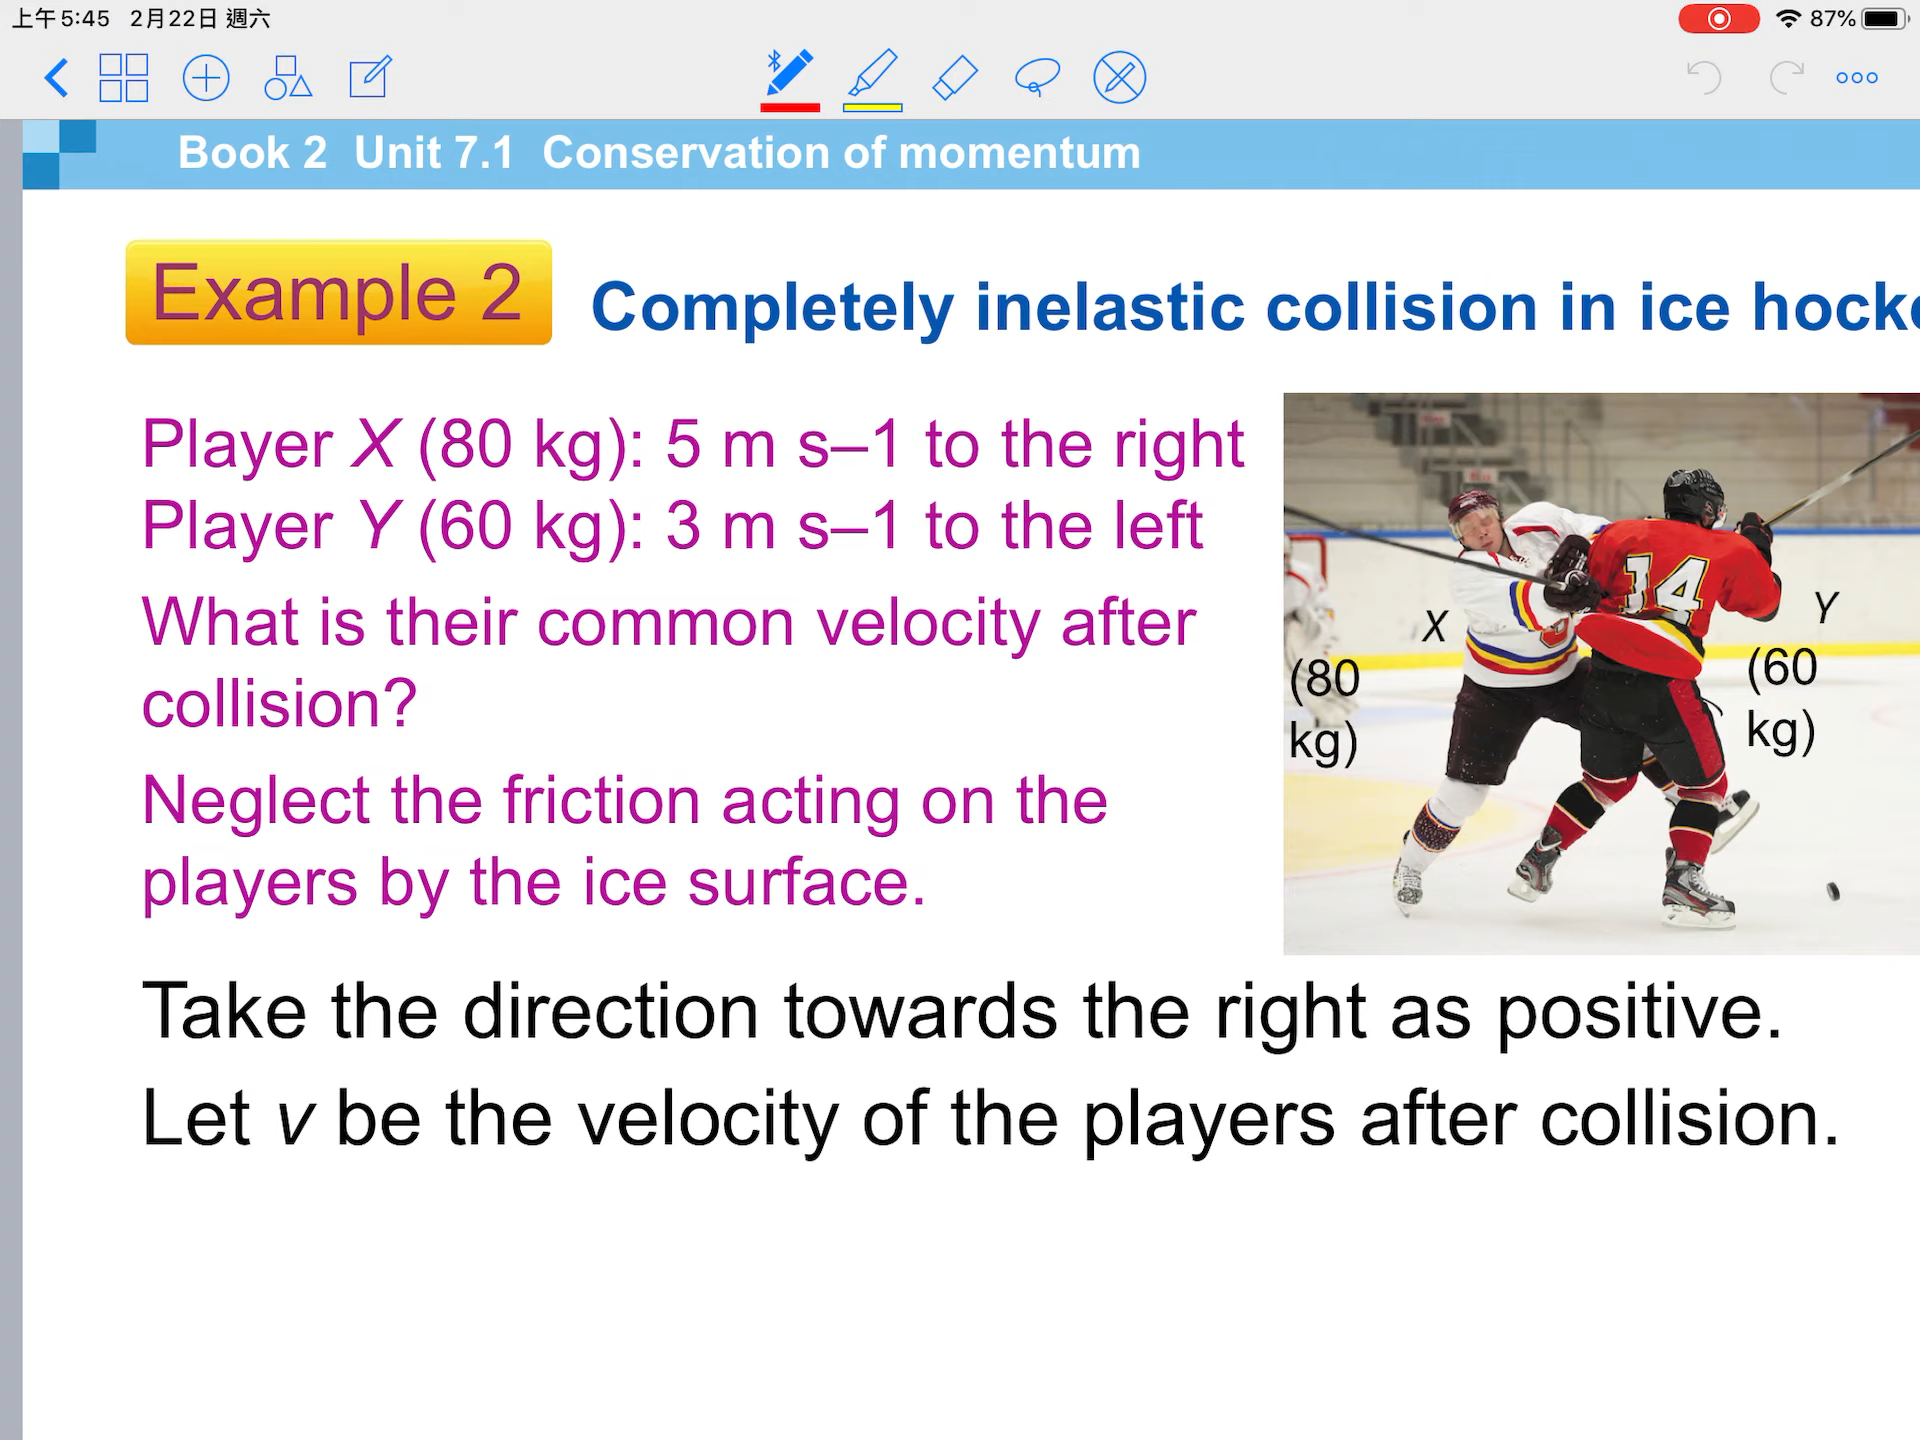 上午5:45 2月22日 週六
87%
Book 2 Unit 7.1 Conservation of momentum
Example 2
Completely inelastic collision in ice hock
Player X (80 kg): 5 m s–1 to the right
Player Y (60 kg): 3 m s–1 to the left
What is their common velocity after
collision?
Neglect the friction acting on the
players by the ice surface.
X
(80
kg)
14
Y
(60
kg)
Take the direction towards the right as positive.
Let v be the velocity of the players after collision.